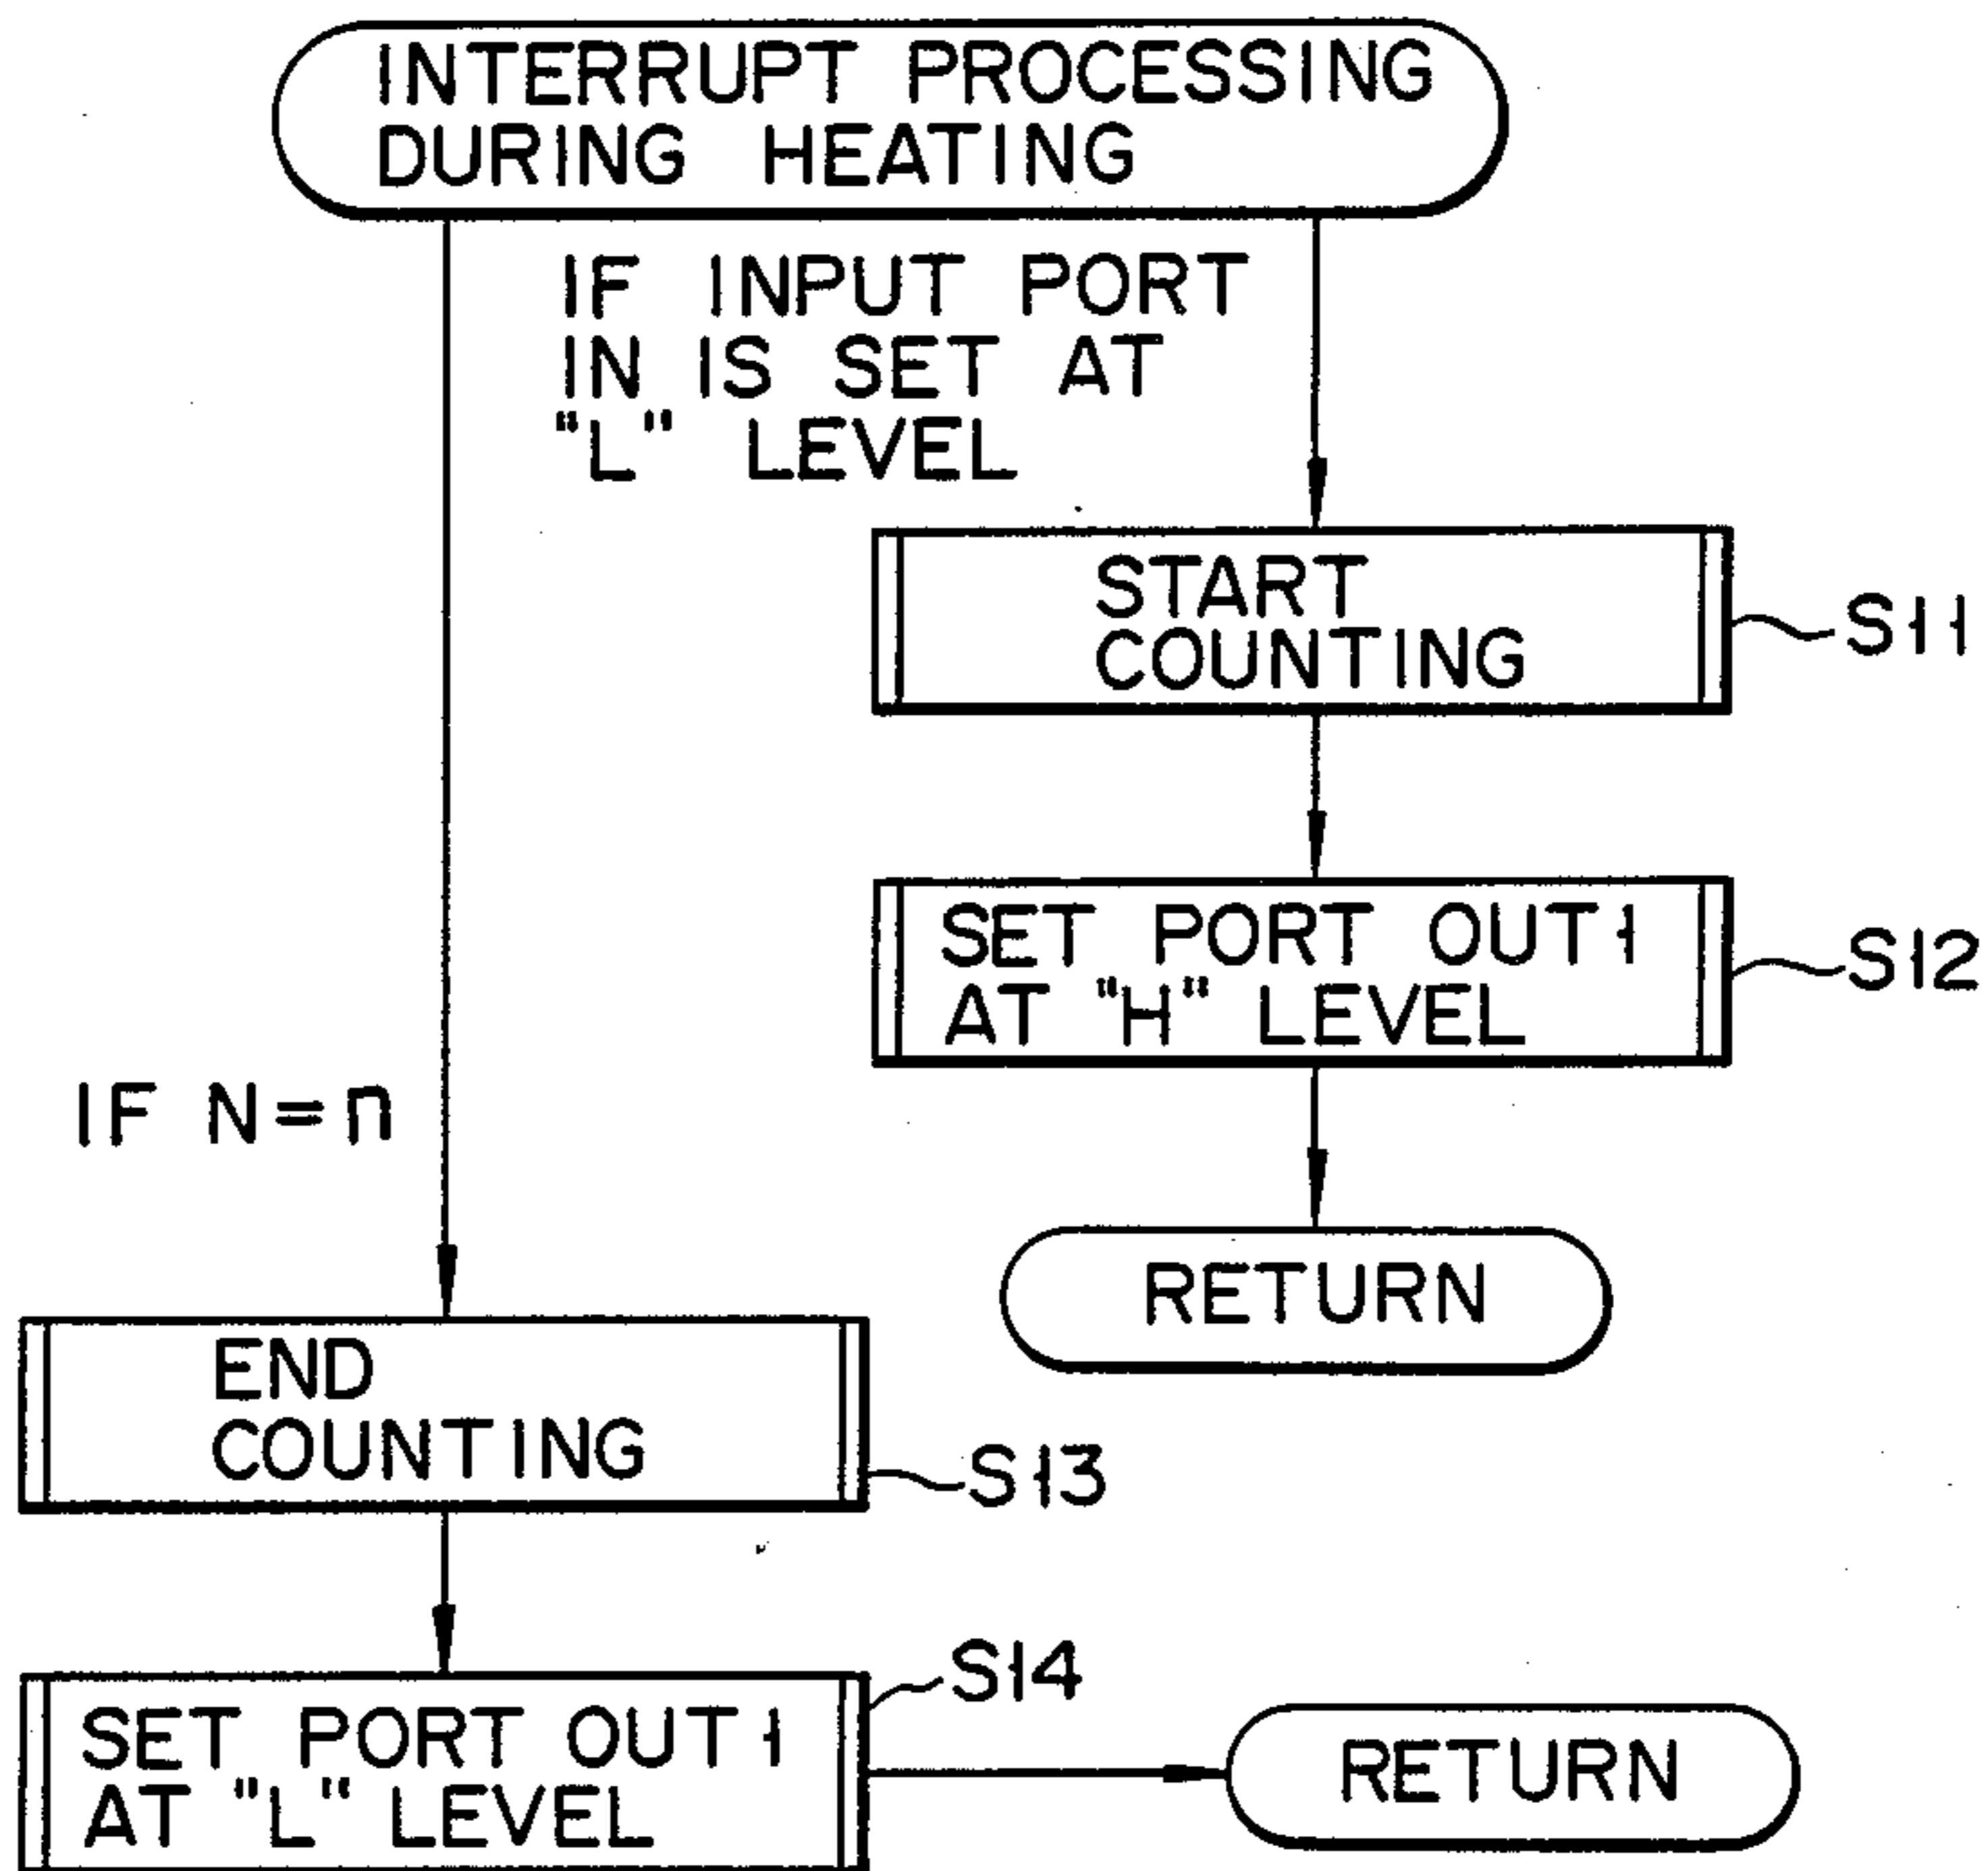 INTERRUPT PROCESSING
DURING HEATING
IF INPUT PORT
IN IS SET AT
"L" LEVEL
START
COUNTING
S11
SET PORT OUT1
AT "H" LEVEL
S12
IF N=n
RETURN
END
COUNTING
S13
SET PORT OUT1
AT "L" LEVEL
S14
RETURN